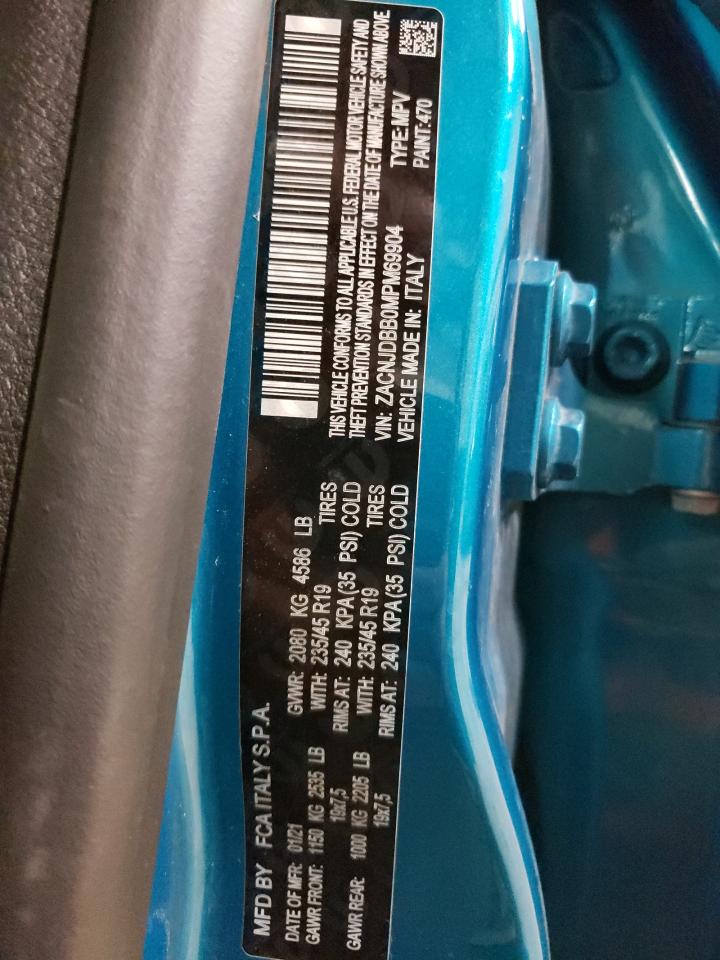 MFD BY FCA ITALY S.P.A.
DATE OF MFR: 01/21 GVWR: 2080 KG 4586 LB
GAWR FRONT: 1150 KG 2535 LB WITH: 235/45 R19 TIRES
19x7,5 RIMS AT: 240 KPA(35 PSI) COLD
GAWR REAR: 1000 KG 2205 LB WITH: 235/45 R19 TIRES
19x7,5 RIMS AT: 240 KPA(35 PSI) COLD
THIS VEHICLE CONFORMS TO ALL APPLICABLE U.S. FEDERAL MOTOR VEHICLE SAFETY AND
THEFT PREVENTION STANDARDS IN EFFECT ON THE DATE OF MANUFACTURE SHOWN ABOVE.
VIN: ZACNJDBB0MPM69904 TYPE:MPV
VEHICLE MADE IN: ITALY PAINT:470